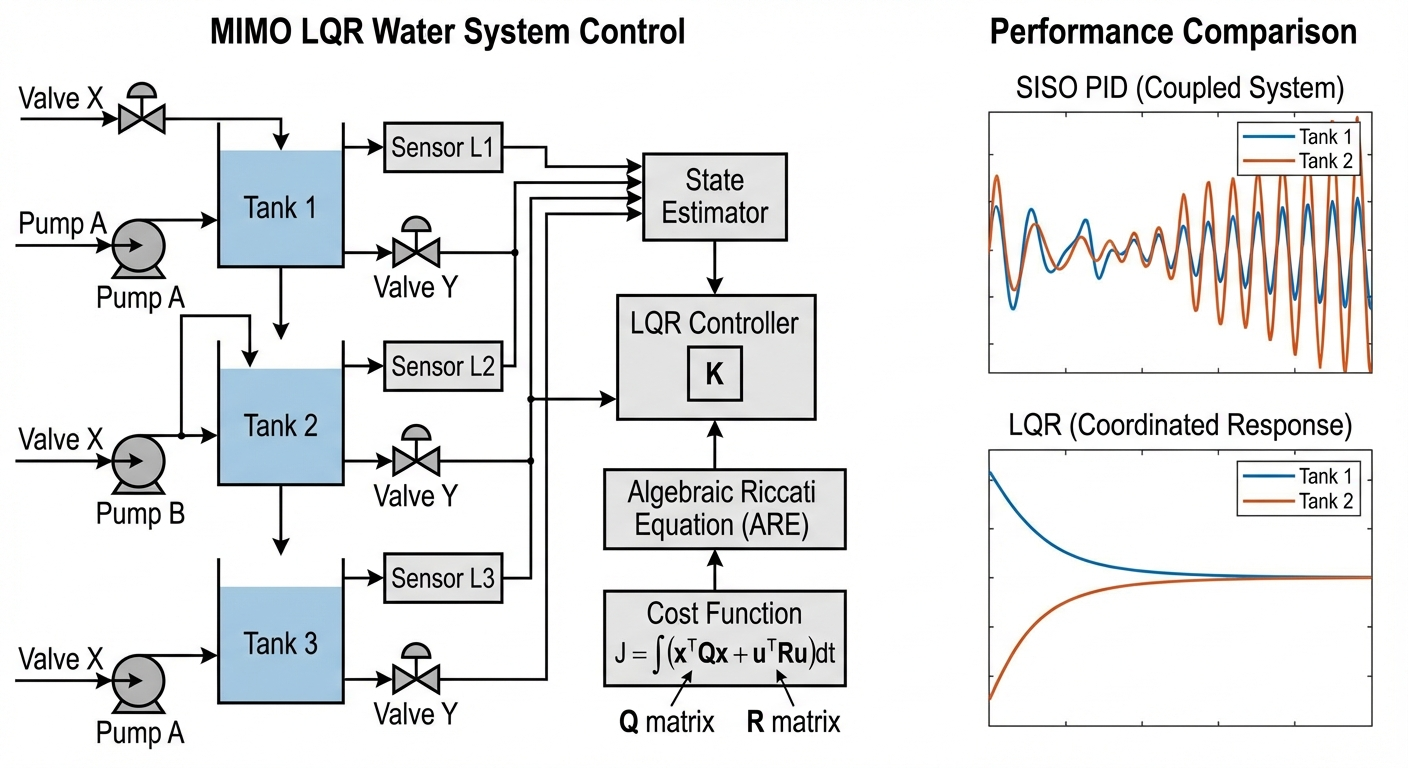 MIMO LQR Water System Control
Valve X
Tank 1
Sensor L1
Pump A
Pump A
Valve Y
State
Estimator
LQR Controller
K
Sensor L2
Tank 2
Valve X
Pump B
Valve Y
Algebraic Riccati
Equation (ARE)
Sensor L3
Tank 3
Valve X
Pump A
Valve Y
Cost Function
J = ∫(xᵀQx + uᵀRu)dt
Q matrix
R matrix
Performance Comparison
SISO PID (Coupled System)
Tank 1
Tank 2
LQR (Coordinated Response)
Tank 1
Tank 2